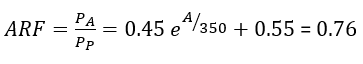 ARF = P_A / P_P = 0.45 e^{A/350} + 0.55 = 0.76